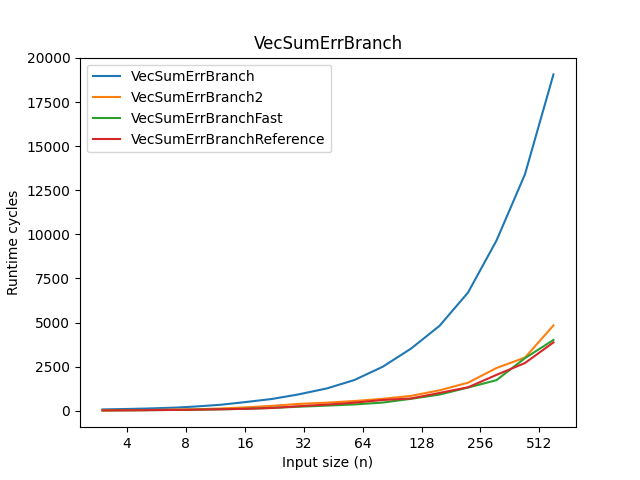 VecSumErrBranch
VecSumErrBranch
VecSumErrBranch2
VecSumErrBranchFast
VecSumErrBranchReference
Runtime cycles
20000
17500
15000
12500
10000
7500
5000
2500
0
4 8 16 32 64 128 256 512
Input size (n)